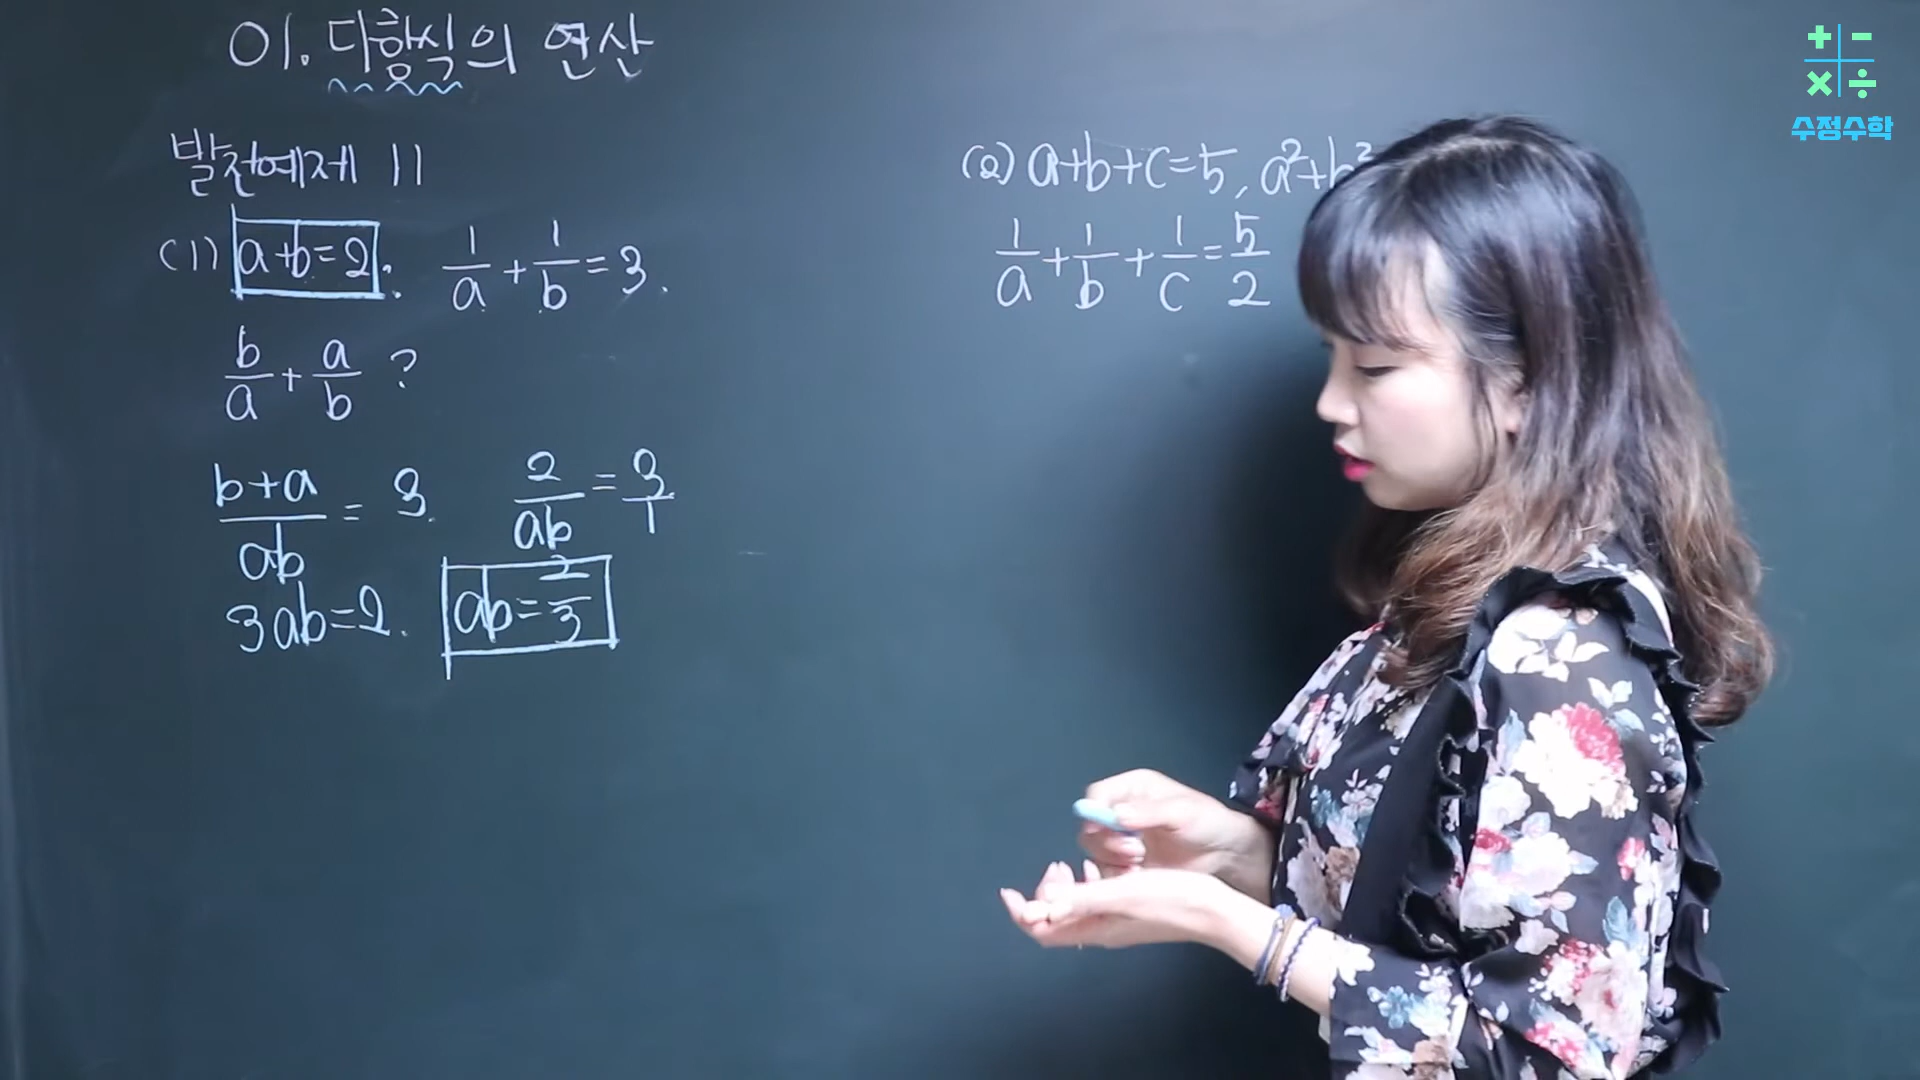 01. 다항식의 연산
발전예제 11
(1) a+b=2. 1/a + 1/b = 3.
b/a + a/b ?
b+a/ab = 3. 2/ab = 3/1
3ab=2. ab=2/3
(2) a+b+c=5, a²+b²
1/a + 1/b + 1/c = 5/2
수정수학